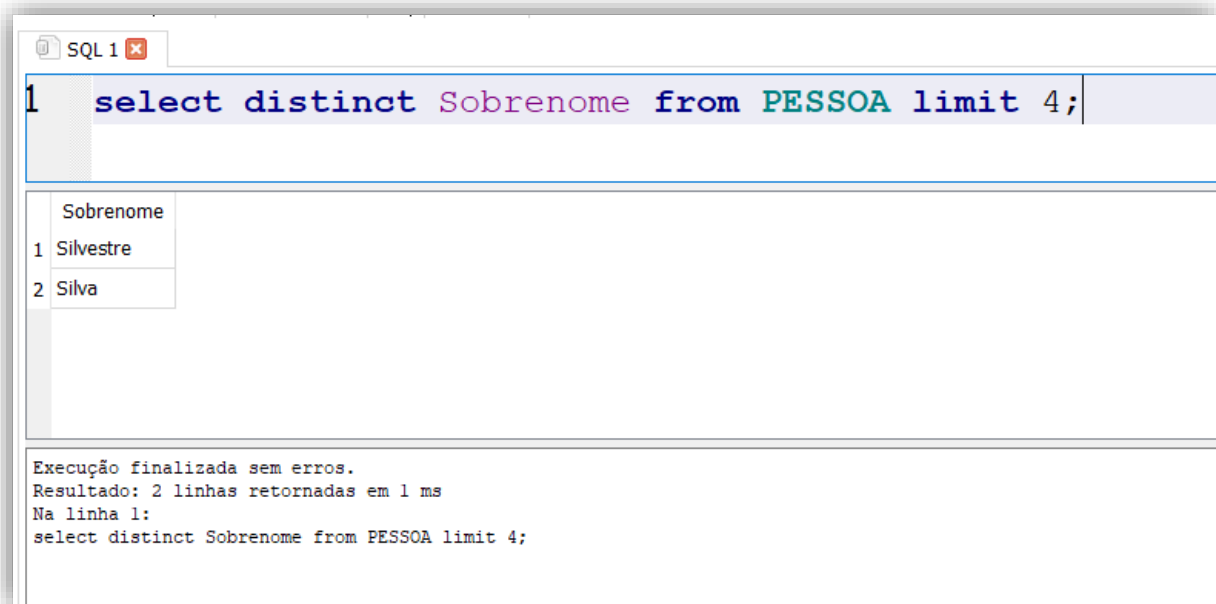 SQL 1
1 select distinct Sobrenome from PESSOA limit 4;
Sobrenome
1 Silvestre
2 Silva
Execução finalizada sem erros.
Resultado: 2 linhas retornadas em 1 ms
Na linha 1:
select distinct Sobrenome from PESSOA limit 4;